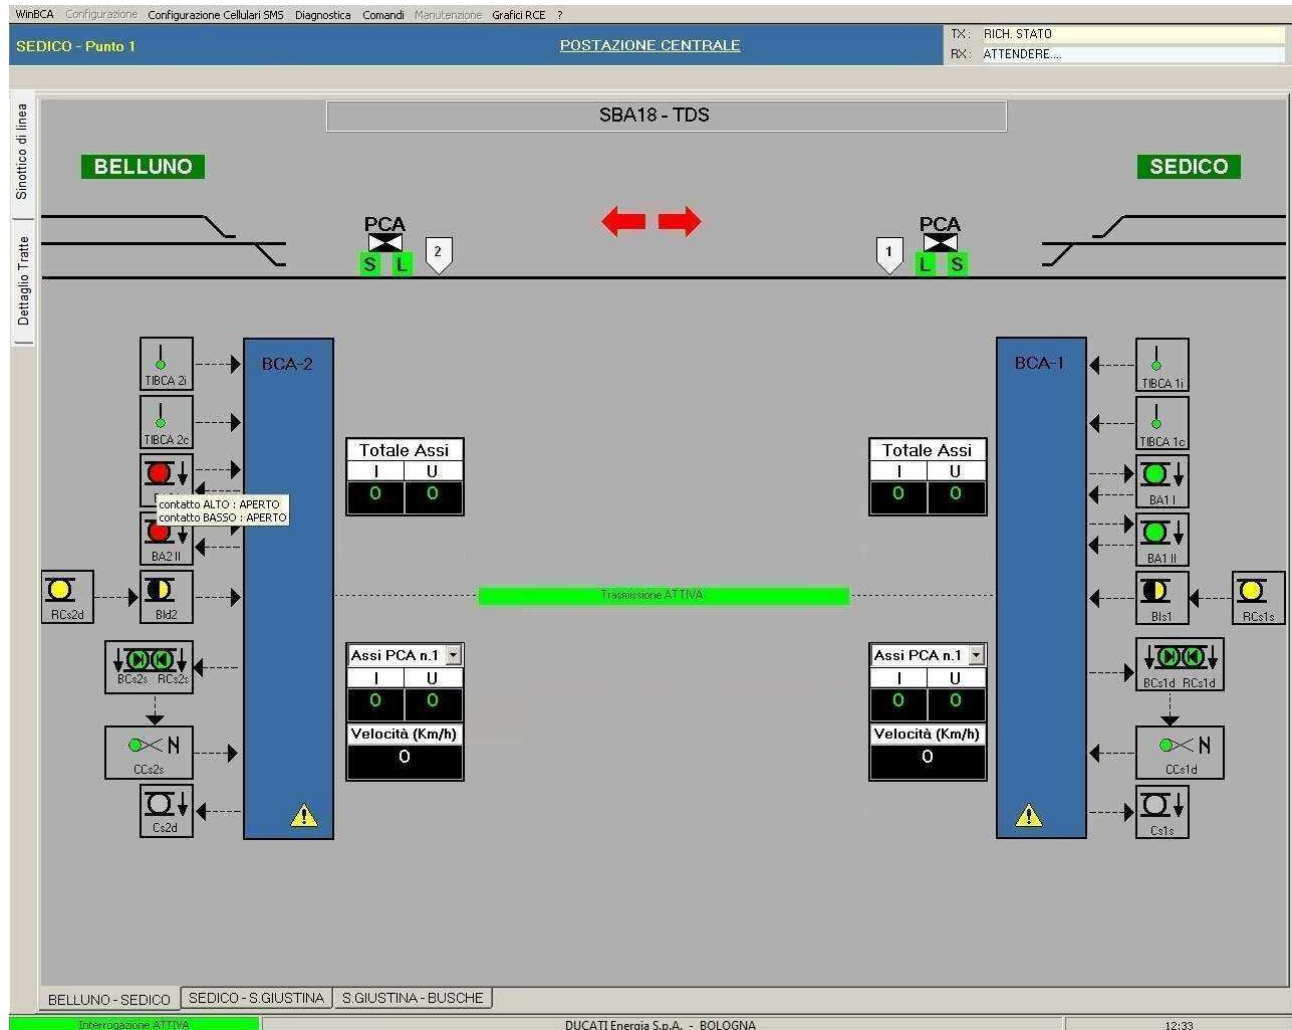 WinBCA Configurazione Configurazione Cellulari SMS Diagnostica Comandi Manutenzione Grafici RCE ?
SEDICO - Punto 1
POSTAZIONE CENTRALE
TX: RICH. STATO
RX: ATTENDERE....
Sinottico di linea
Dettaglio Tratte
SBA18 - TDS
BELLUNO
SEDICO
PCA
PCA
S L
2
1
L S
BCA-2
BCA-1
TIBCA 2i
TIBCA 1i
TIBCA 2c
TIBCA 1c
Totale Assi
I U
0 0
Totale Assi
I U
0 0
contatto ALTO : APERTO
contatto BASSO : APERTO
BA1 I
BA2 II
BA1 II
RCs2d
BId2
Trasmissione ATTIVA
BIs1
RCs1s
Assi PCA n.1
I U
0 0
Velocità (Km/h)
0
Assi PCA n.1
I U
0 0
Velocità (Km/h)
0
BCs2s RCs2s
BCs1d RCs1d
N
CCs2s
N
CCs1d
Cs2d
Cs1s
BELLUNO - SEDICO
SEDICO - S.GIUSTINA
S.GIUSTINA - BUSCHE
Interrogazione ATTIVA
DUCATI Energia S.p.A. - BOLOGNA
12:33